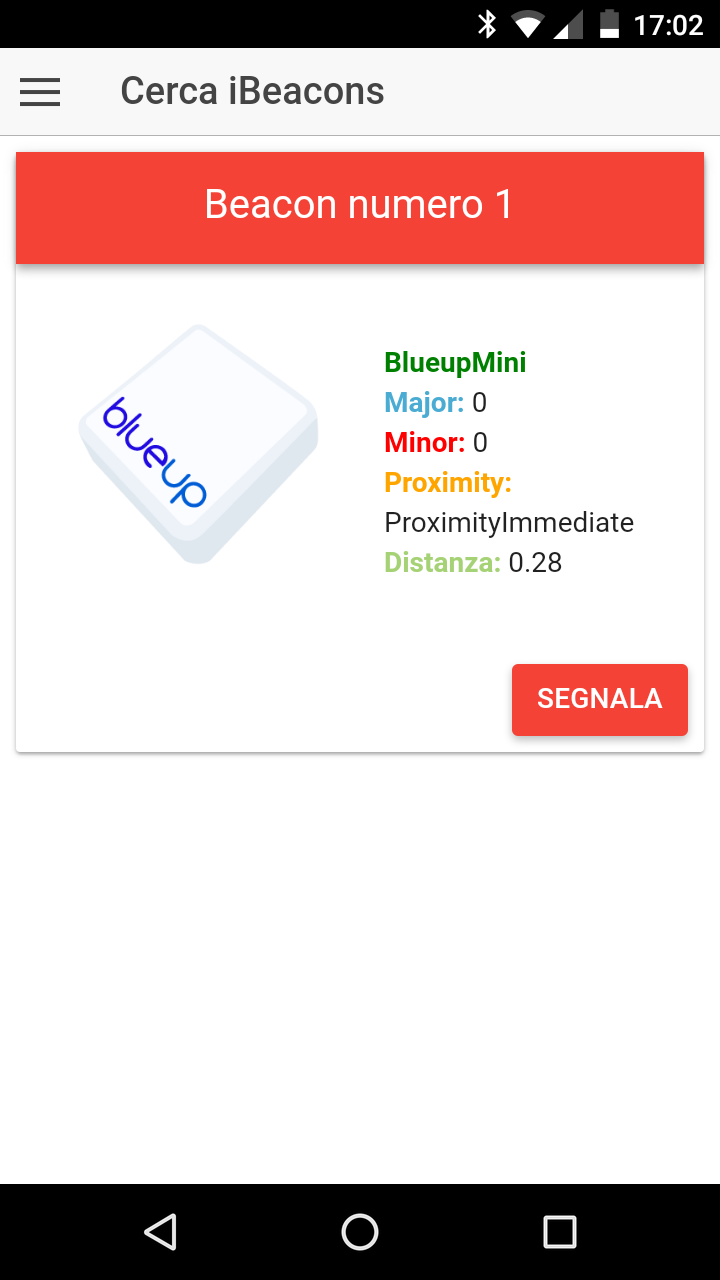 17:02
Cerca iBeacons
Beacon numero 1
blueup
BlueupMini
Major: 0
Minor: 0
Proximity:
ProximityImmediate
Distanza: 0.28
SEGNALA